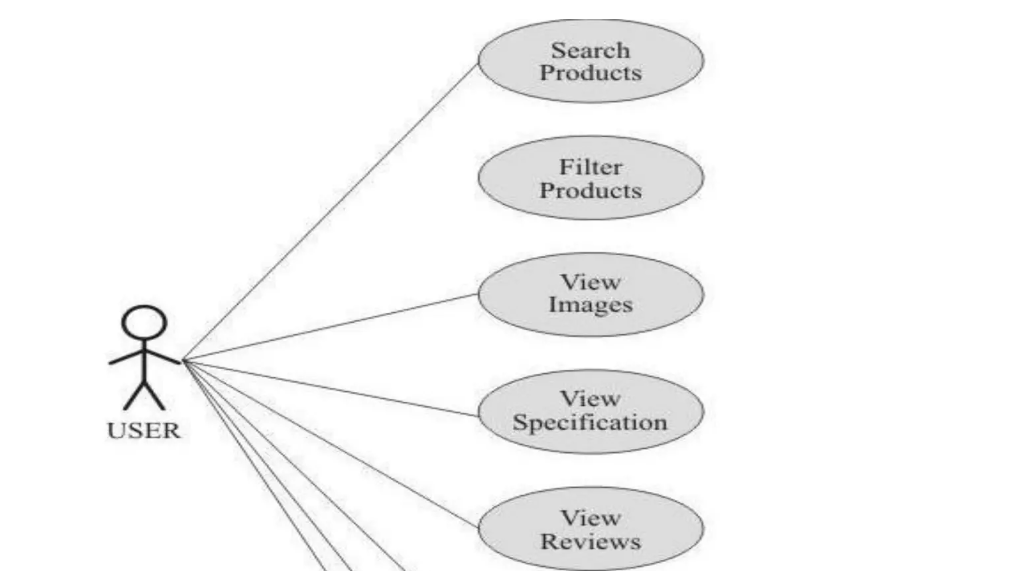 Search
Products
Filter
Products
View
Images
USER
View
Specification
View
Reviews